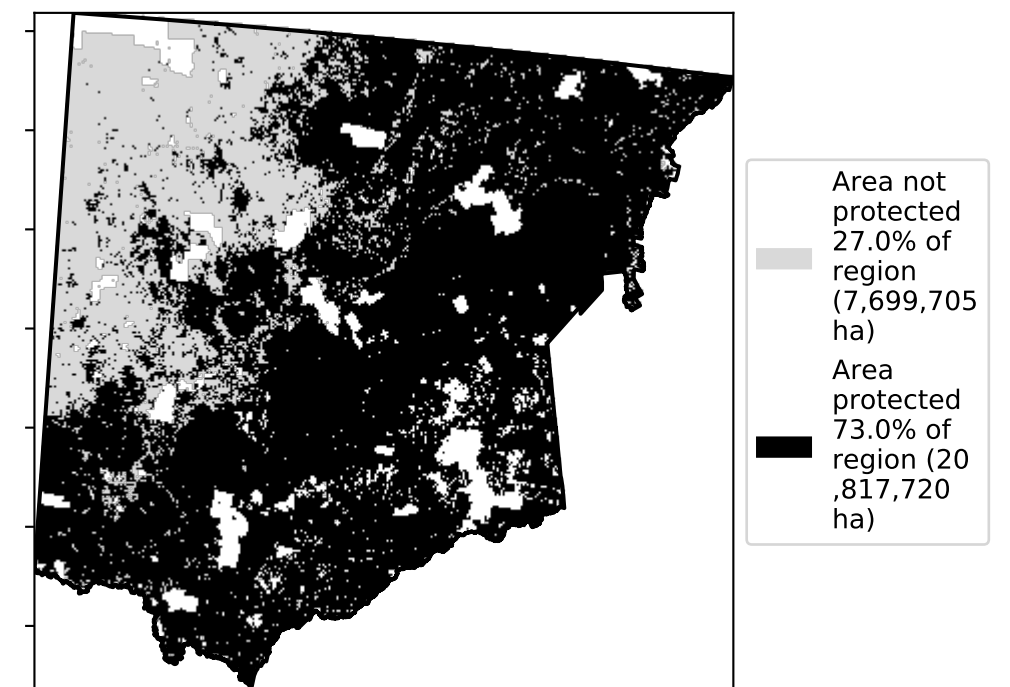 Area not
protected
27.0% of
region
(7,699,705
ha)
Area
protected
73.0% of
region (20
,817,720
ha)